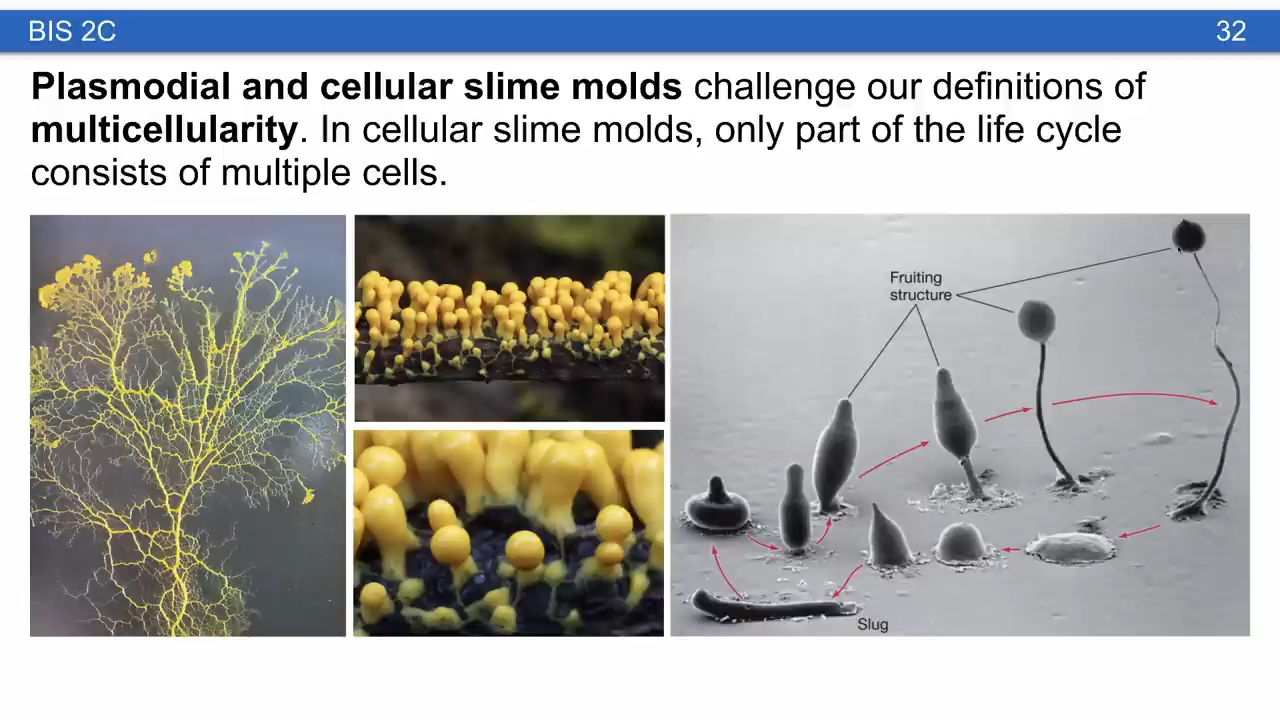 BIS 2C
32
Plasmodial and cellular slime molds challenge our definitions of
multicellularity. In cellular slime molds, only part of the life cycle
consists of multiple cells.
Fruiting
structure
Slug